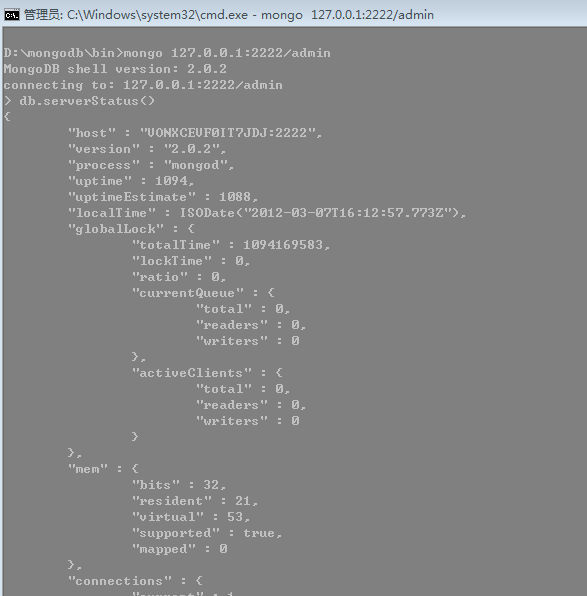 管理员: C:\Windows\system32\cmd.exe - mongo  127.0.0.1:2222/admin
D:\mongodb\bin>mongo 127.0.0.1:2222/admin
MongoDB shell version: 2.0.2
connecting to: 127.0.0.1:2222/admin
> db.serverStatus()
{
"host" : "VONXCEVF0IT7JDJ:2222",
"version" : "2.0.2",
"process" : "mongod",
"uptime" : 1094,
"uptimeEstimate" : 1088,
"localTime" : ISODate("2012-03-07T16:12:57.773Z"),
"globalLock" : {
"totalTime" : 1094169583,
"lockTime" : 0,
"ratio" : 0,
"currentQueue" : {
"total" : 0,
"readers" : 0,
"writers" : 0
},
"activeClients" : {
"total" : 0,
"readers" : 0,
"writers" : 0
}
},
"mem" : {
"bits" : 32,
"resident" : 21,
"virtual" : 53,
"supported" : true,
"mapped" : 0
},
"connections" : {
"current" : 1,